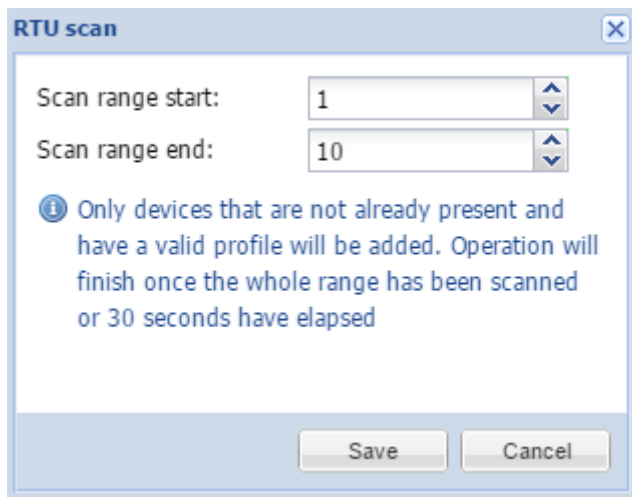 RTU scan
Scan range start: 1
Scan range end: 10
Only devices that are not already present and
have a valid profile will be added. Operation will
finish once the whole range has been scanned
or 30 seconds have elapsed
Save Cancel